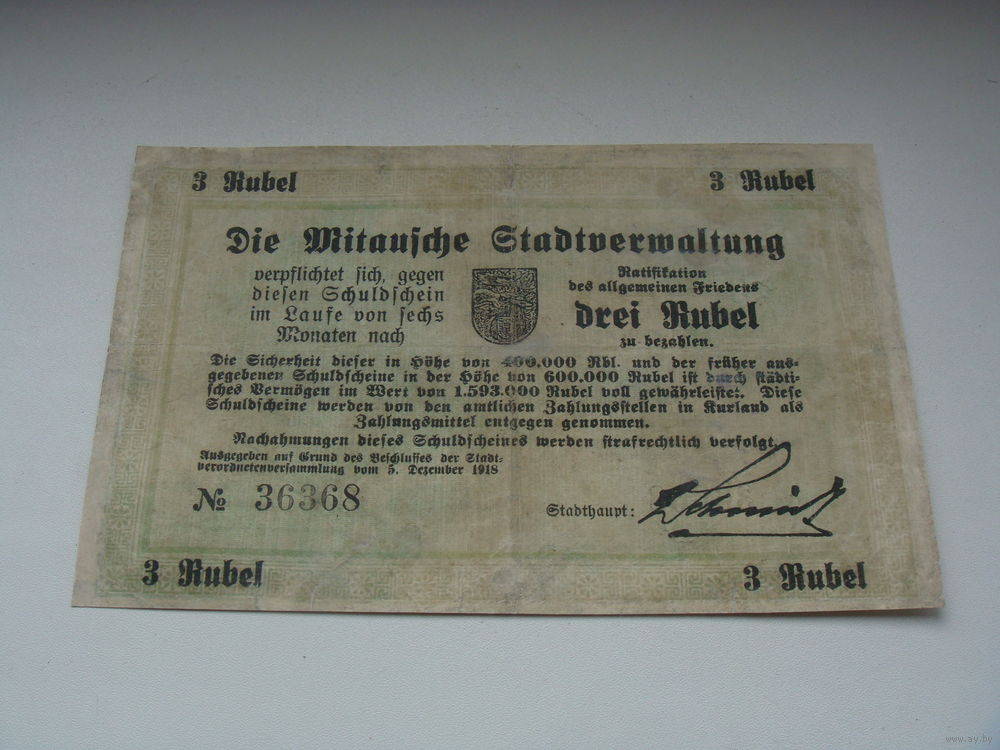 3 Rubel 3 Rubel
Die Mitausche Stadtverwaltung
verpflichtet sich, gegen
diesen Schuldschein
im Laufe von sechs
Monaten nach
Ratifikation
des allgemeinen Friedens
drei Rubel
zu bezahlen.
Die Sicherheit dieser in Höhe von 400.000 Rbl. und der früher aus-
gegebenen Schuldscheine in der Höhe von 600.000 Rubel ist durch städti-
sches Vermögen im Wert von 1.593.000 Rubel voll gewährleistet. Diese
Schuldscheine werden von den amtlichen Zahlungsstellen in Kurland als
Zahlungsmittel entgegen genommen.
Nachahmungen dieses Schuldscheines werden strafrechtlich verfolgt.
Ausgegeben auf Grund des Beschlusses der Stadt-
verordnetenversammlung vom 5. Dezember 1918
№ 36368
Stadthaupt: Schmidt
3 Rubel 3 Rubel
www.ay.by